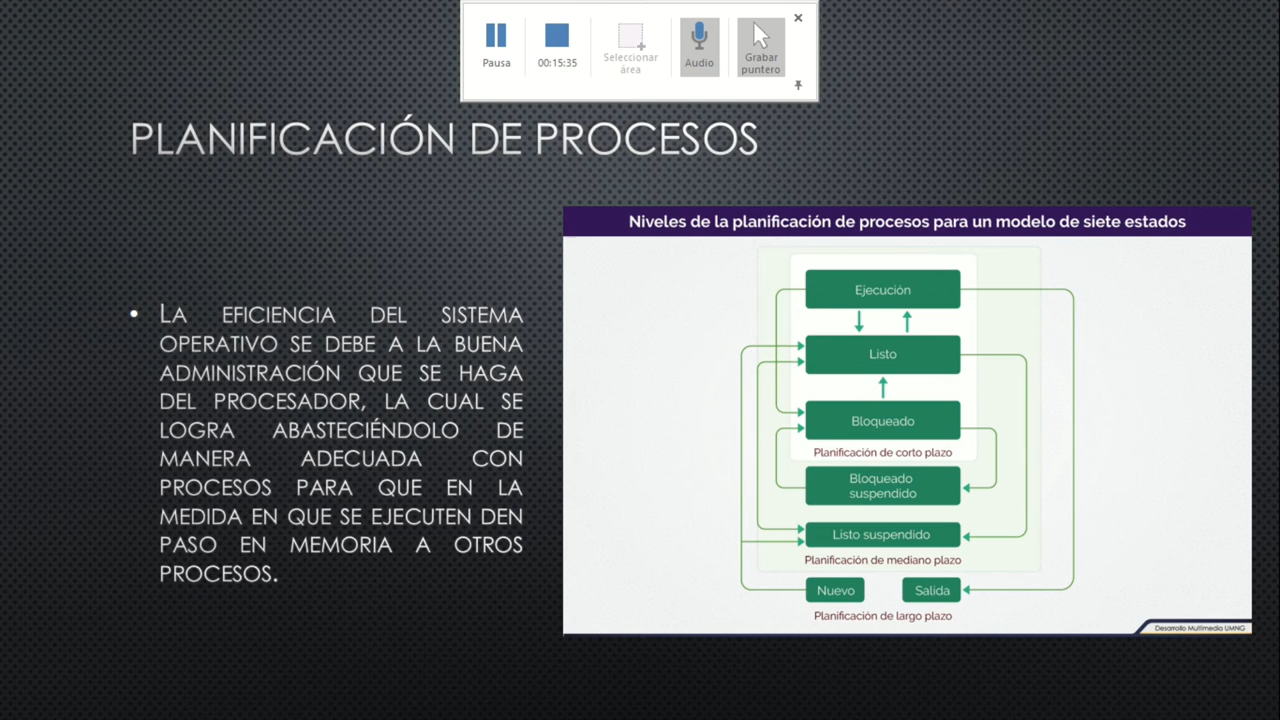 Pausa
00:15:35
Seleccionar
área
Audio
Grabar
puntero
PLANIFICACIÓN DE PROCESOS
• LA EFICIENCIA DEL SISTEMA
OPERATIVO SE DEBE A LA BUENA
ADMINISTRACIÓN QUE SE HAGA
DEL PROCESADOR, LA CUAL SE
LOGRA ABASTECIÉNDOLO DE
MANERA ADECUADA CON
PROCESOS PARA QUE EN LA
MEDIDA EN QUE SE EJECUTEN DEN
PASO EN MEMORIA A OTROS
PROCESOS.
Niveles de la planificación de procesos para un modelo de siete estados
Ejecución
Listo
Bloqueado
Planificación de corto plazo
Bloqueado
suspendido
Listo suspendido
Planificación de mediano plazo
Nuevo
Salida
Planificación de largo plazo
Desarrollo Multimedia UMNG